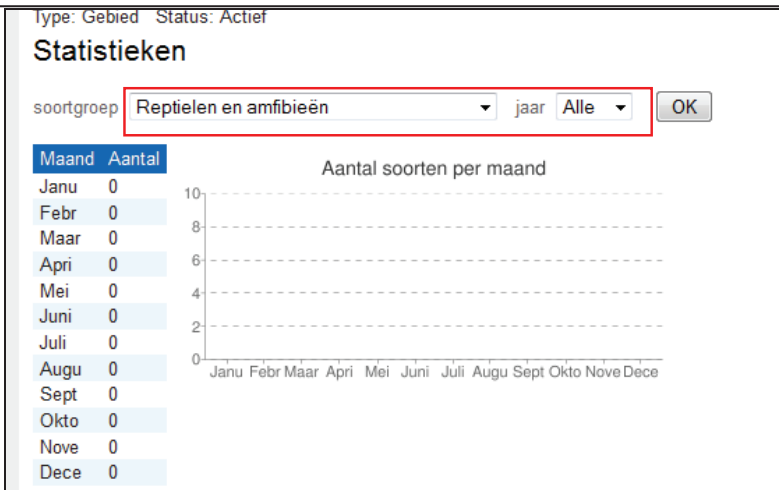 Type: Gebied Status: Actief
Statistieken
soortgroep Reptielen en amfibieën jaar Alle OK
Maand Aantal
Janu 0
Febr 0
Maar 0
Apri 0
Mei 0
Juni 0
Juli 0
Augu 0
Sept 0
Okto 0
Nove 0
Dece 0
Aantal soorten per maand
10
8
6
4
2
0
Janu Febr Maar Apri Mei Juni Juli Augu Sept Okto Nove Dece